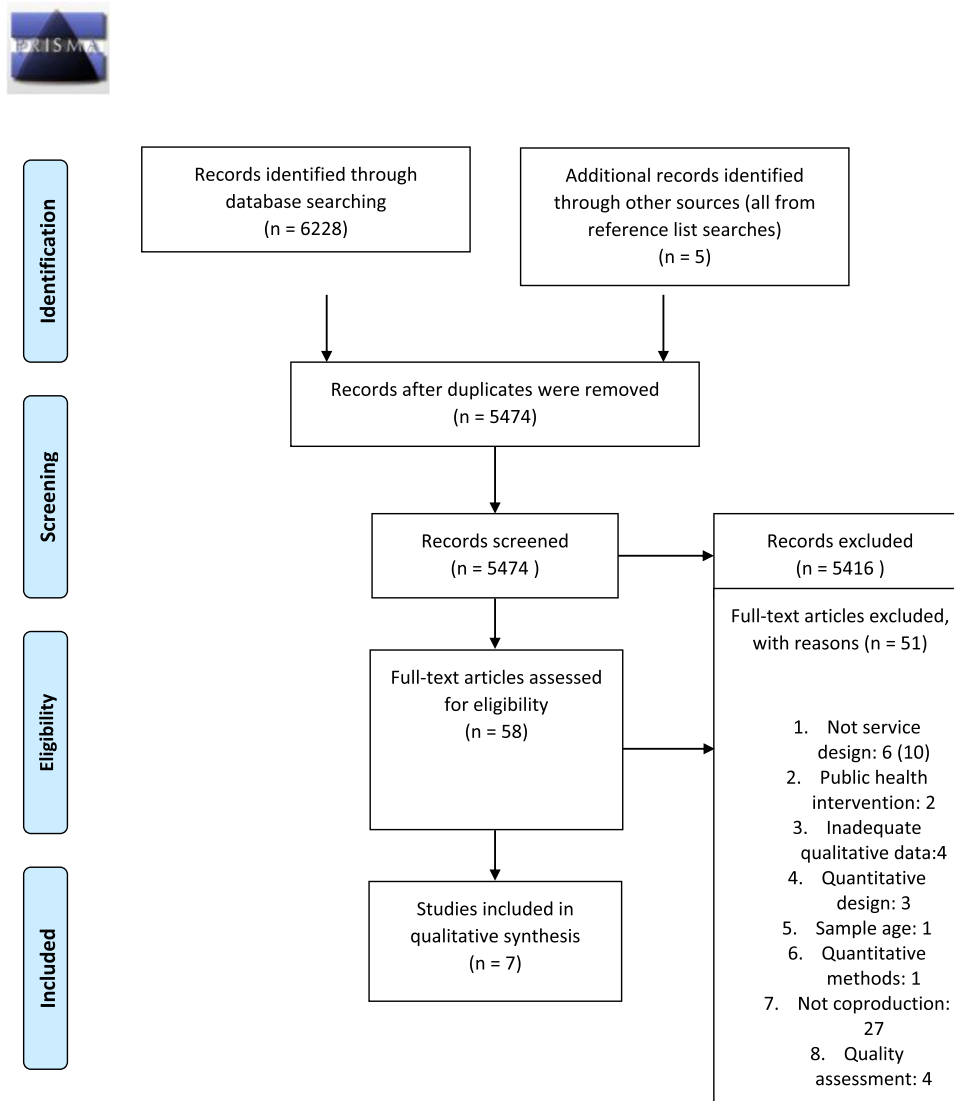 PRISMA
Identification
Records identified through
database searching
(n = 6228)
Additional records identified
through other sources (all from
reference list searches)
(n = 5)
Records after duplicates were removed
(n = 5474)
Screening
Records screened
(n = 5474 )
Records excluded
(n = 5416 )
Eligibility
Full-text articles assessed
for eligibility
(n = 58)
Full-text articles excluded,
with reasons (n = 51)
1. Not service
design: 6 (10)
2. Public health
intervention: 2
3. Inadequate
qualitative data:4
4. Quantitative
design: 3
5. Sample age: 1
6. Quantitative
methods: 1
7. Not coproduction:
27
8. Quality
assessment: 4
Included
Studies included in
qualitative synthesis
(n = 7)